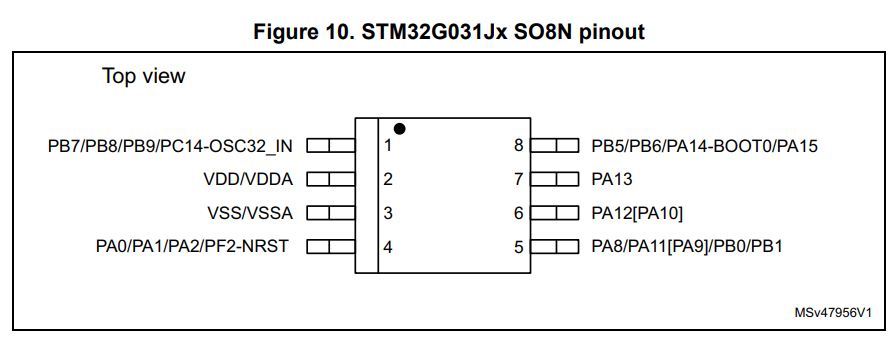 Figure 10. STM32G031Jx SO8N pinout
Top view
PB7/PB8/PB9/PC14-OSC32_IN 1 8 PB5/PB6/PA14-BOOT0/PA15
VDD/VDDA 2 7 PA13
VSS/VSSA 3 6 PA12[PA10]
PA0/PA1/PA2/PF2-NRST 4 5 PA8/PA11[PA9]/PB0/PB1
MSv47956V1